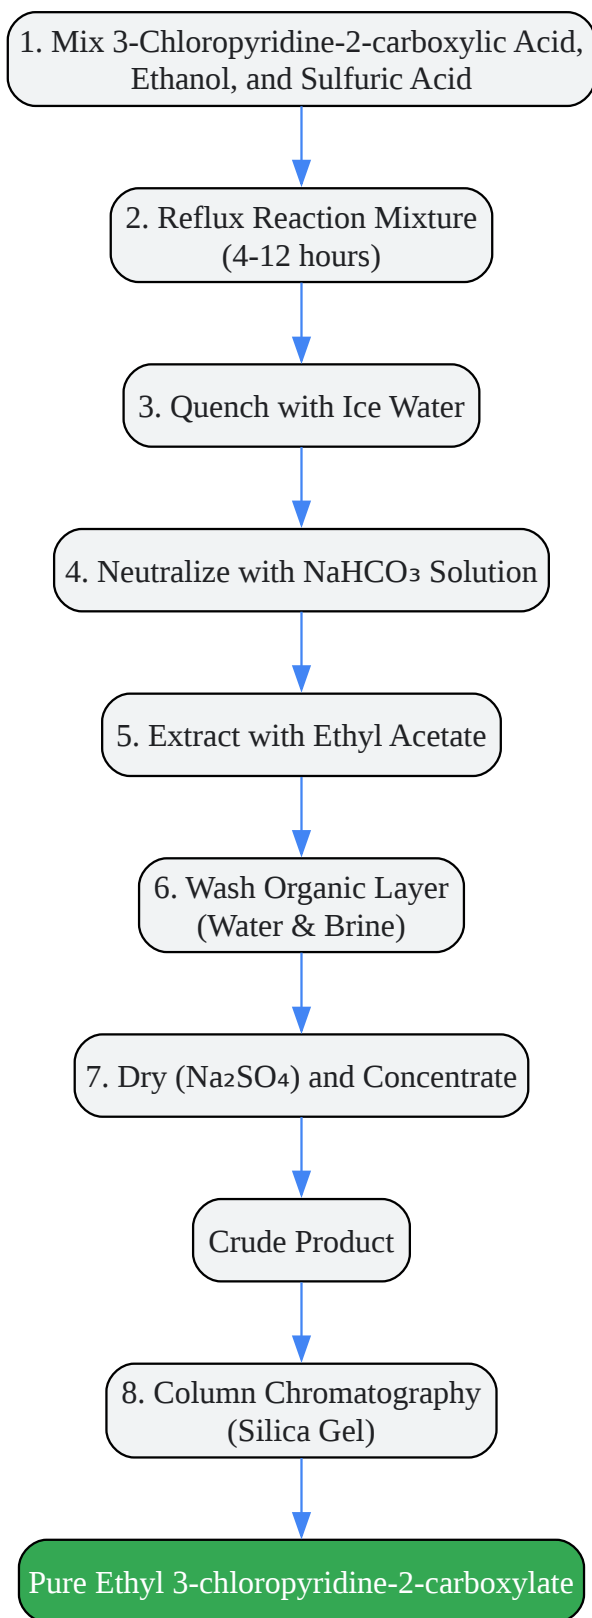 1. Mix 3-Chloropyridine-2-carboxylic Acid,
Ethanol, and Sulfuric Acid
2. Reflux Reaction Mixture
(4-12 hours)
3. Quench with Ice Water
4. Neutralize with NaHCO₃ Solution
5. Extract with Ethyl Acetate
6. Wash Organic Layer
(Water & Brine)
7. Dry (Na₂SO₄) and Concentrate
Crude Product
8. Column Chromatography
(Silica Gel)
Pure Ethyl 3-chloropyridine-2-carboxylate